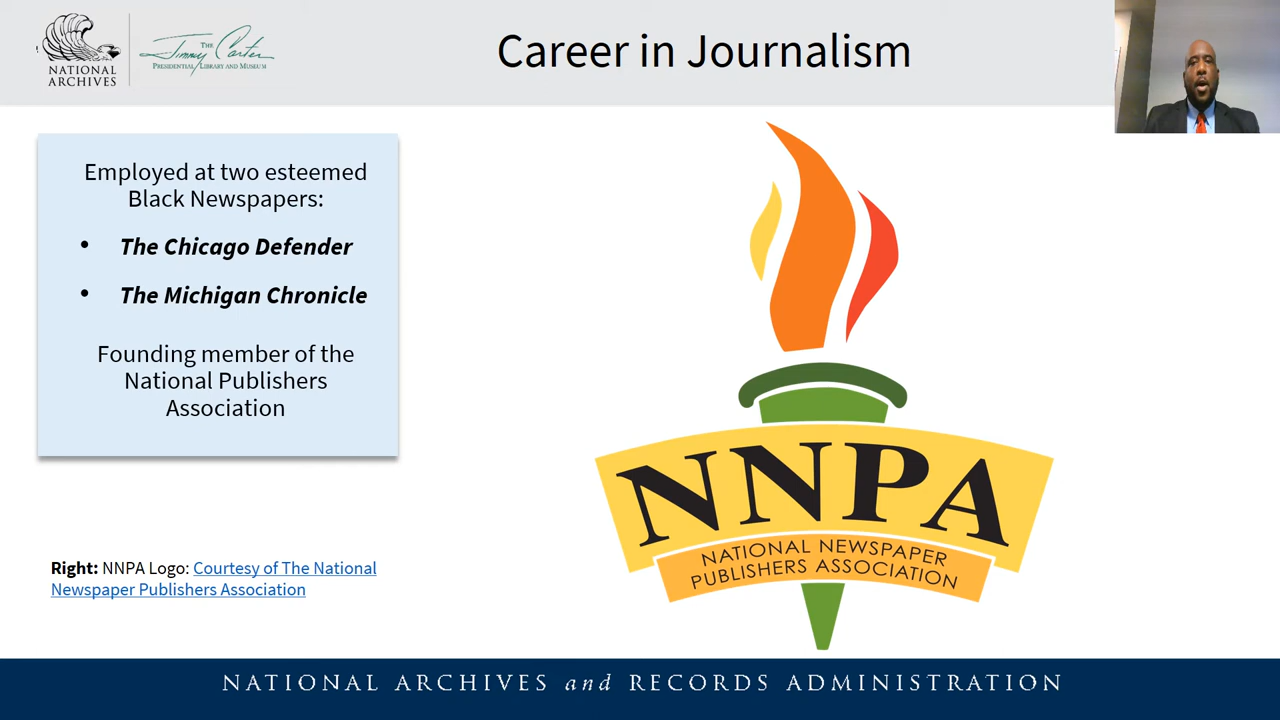 NATIONAL
ARCHIVES
THE
Jimmy Carter
PRESIDENTIAL LIBRARY AND MUSEUM
Career in Journalism
Employed at two esteemed
Black Newspapers:
• The Chicago Defender
• The Michigan Chronicle
Founding member of the
National Publishers
Association
Right: NNPA Logo: Courtesy of The National
Newspaper Publishers Association
NNPA
NATIONAL NEWSPAPER
PUBLISHERS ASSOCIATION
NATIONAL ARCHIVES and RECORDS ADMINISTRATION